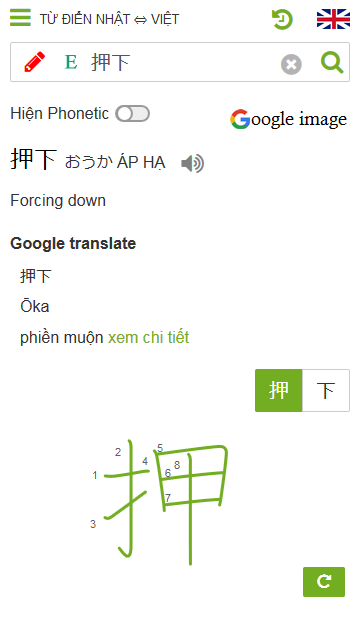 TỪ ĐIỂN NHẬT ⇔ VIỆT
E 押下
Hiện Phonetic
Google image
押下 おうか ÁP HẠ
Forcing down
Google translate
押下
Ōka
phiền muộn xem chi tiết
押 下
1 2 3 4 5 6 7 8
押